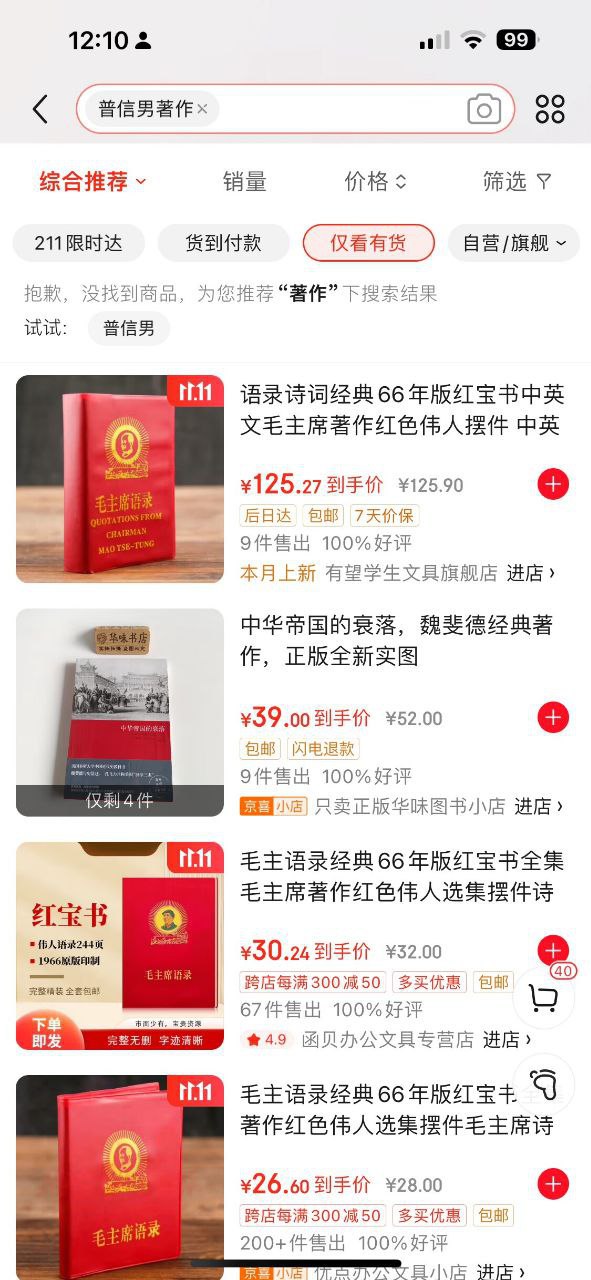 12:10
99
普信男著作×
综合推荐
销量
价格
筛选
211限时达
货到付款
仅看有货
自营/旗舰
抱歉，没找到商品，为您推荐“著作”下搜索结果
试试：
普信男
11.11
毛主席语录
QUOTATIONS FROM
CHAIRMAN
MAO TSE-TUNG
语录诗词经典66年版红宝书中英
文毛主席著作红色伟人摆件 中英
¥125.27到手价 ¥125.90
后日达 包邮 7天价保
9件售出 100%好评
本月上新 有望学生文具旗舰店 进店›
华味书店
中华帝国的衰落
仅剩4件
中华帝国的衰落，魏斐德经典著
作，正版全新实图
¥39.00到手价 ¥52.00
包邮 闪电退款
9件售出 100%好评
京喜 小店 只卖正版华味图书小店 进店›
11.11
红宝书
伟人语录244页
1966原版印制
完整精装 全套包邮
毛主席语录
下单
即发
市面少有，宝贵资源
完整无删 字迹清晰
毛主语录经典66年版红宝书全集
毛主席著作红色伟人选集摆件诗
¥30.24到手价 ¥32.00
跨店每满300减50 多买优惠 包邮
67件售出 100%好评
4.9 函贝办公文具专营店 进店›
40
11.11
毛主席语录
毛主语录经典66年版红宝书全集
著作红色伟人选集摆件毛主席诗
¥26.60到手价 ¥28.00
跨店每满300减50 多买优惠 包邮
200+件售出 100%好评
京喜 小店 优点办公文具小店 进店›